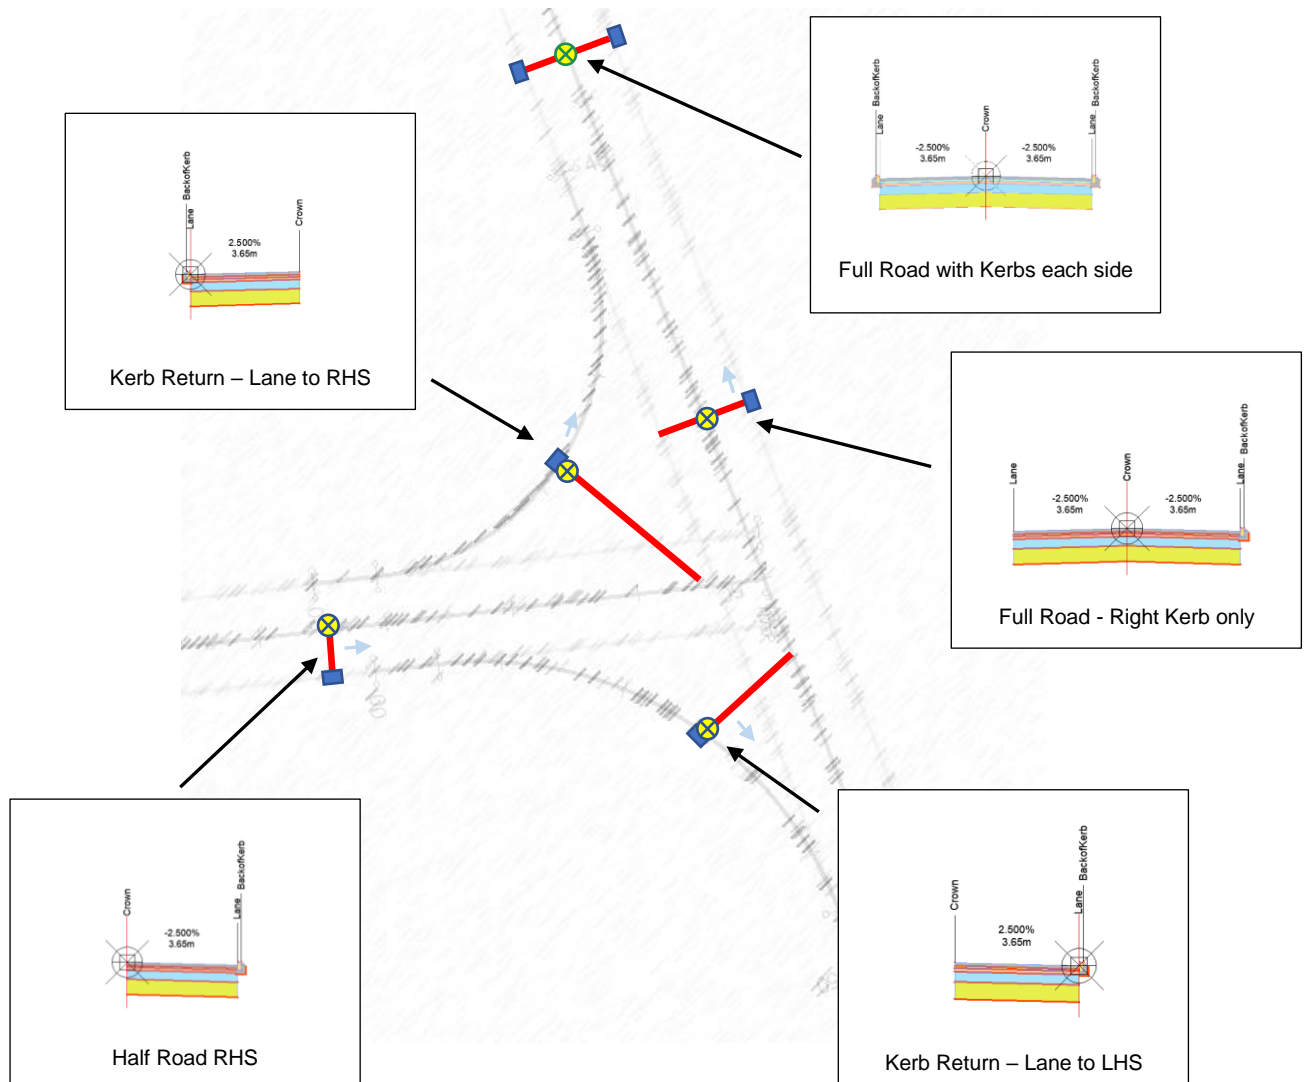 BackofKerb
Lane
Crown
BackofKerb
Lane
-2.500%
3.65m
-2.500%
3.65m
Full Road with Kerbs each side
BackofKerb
Lane
Crown
2.500%
3.65m
Kerb Return – Lane to RHS
Lane
Crown
BackofKerb
Lane
-2.500%
3.65m
-2.500%
3.65m
Full Road - Right Kerb only
Crown
BackofKerb
Lane
-2.500%
3.65m
Half Road RHS
Crown
BackofKerb
Lane
2.500%
3.65m
Kerb Return – Lane to LHS